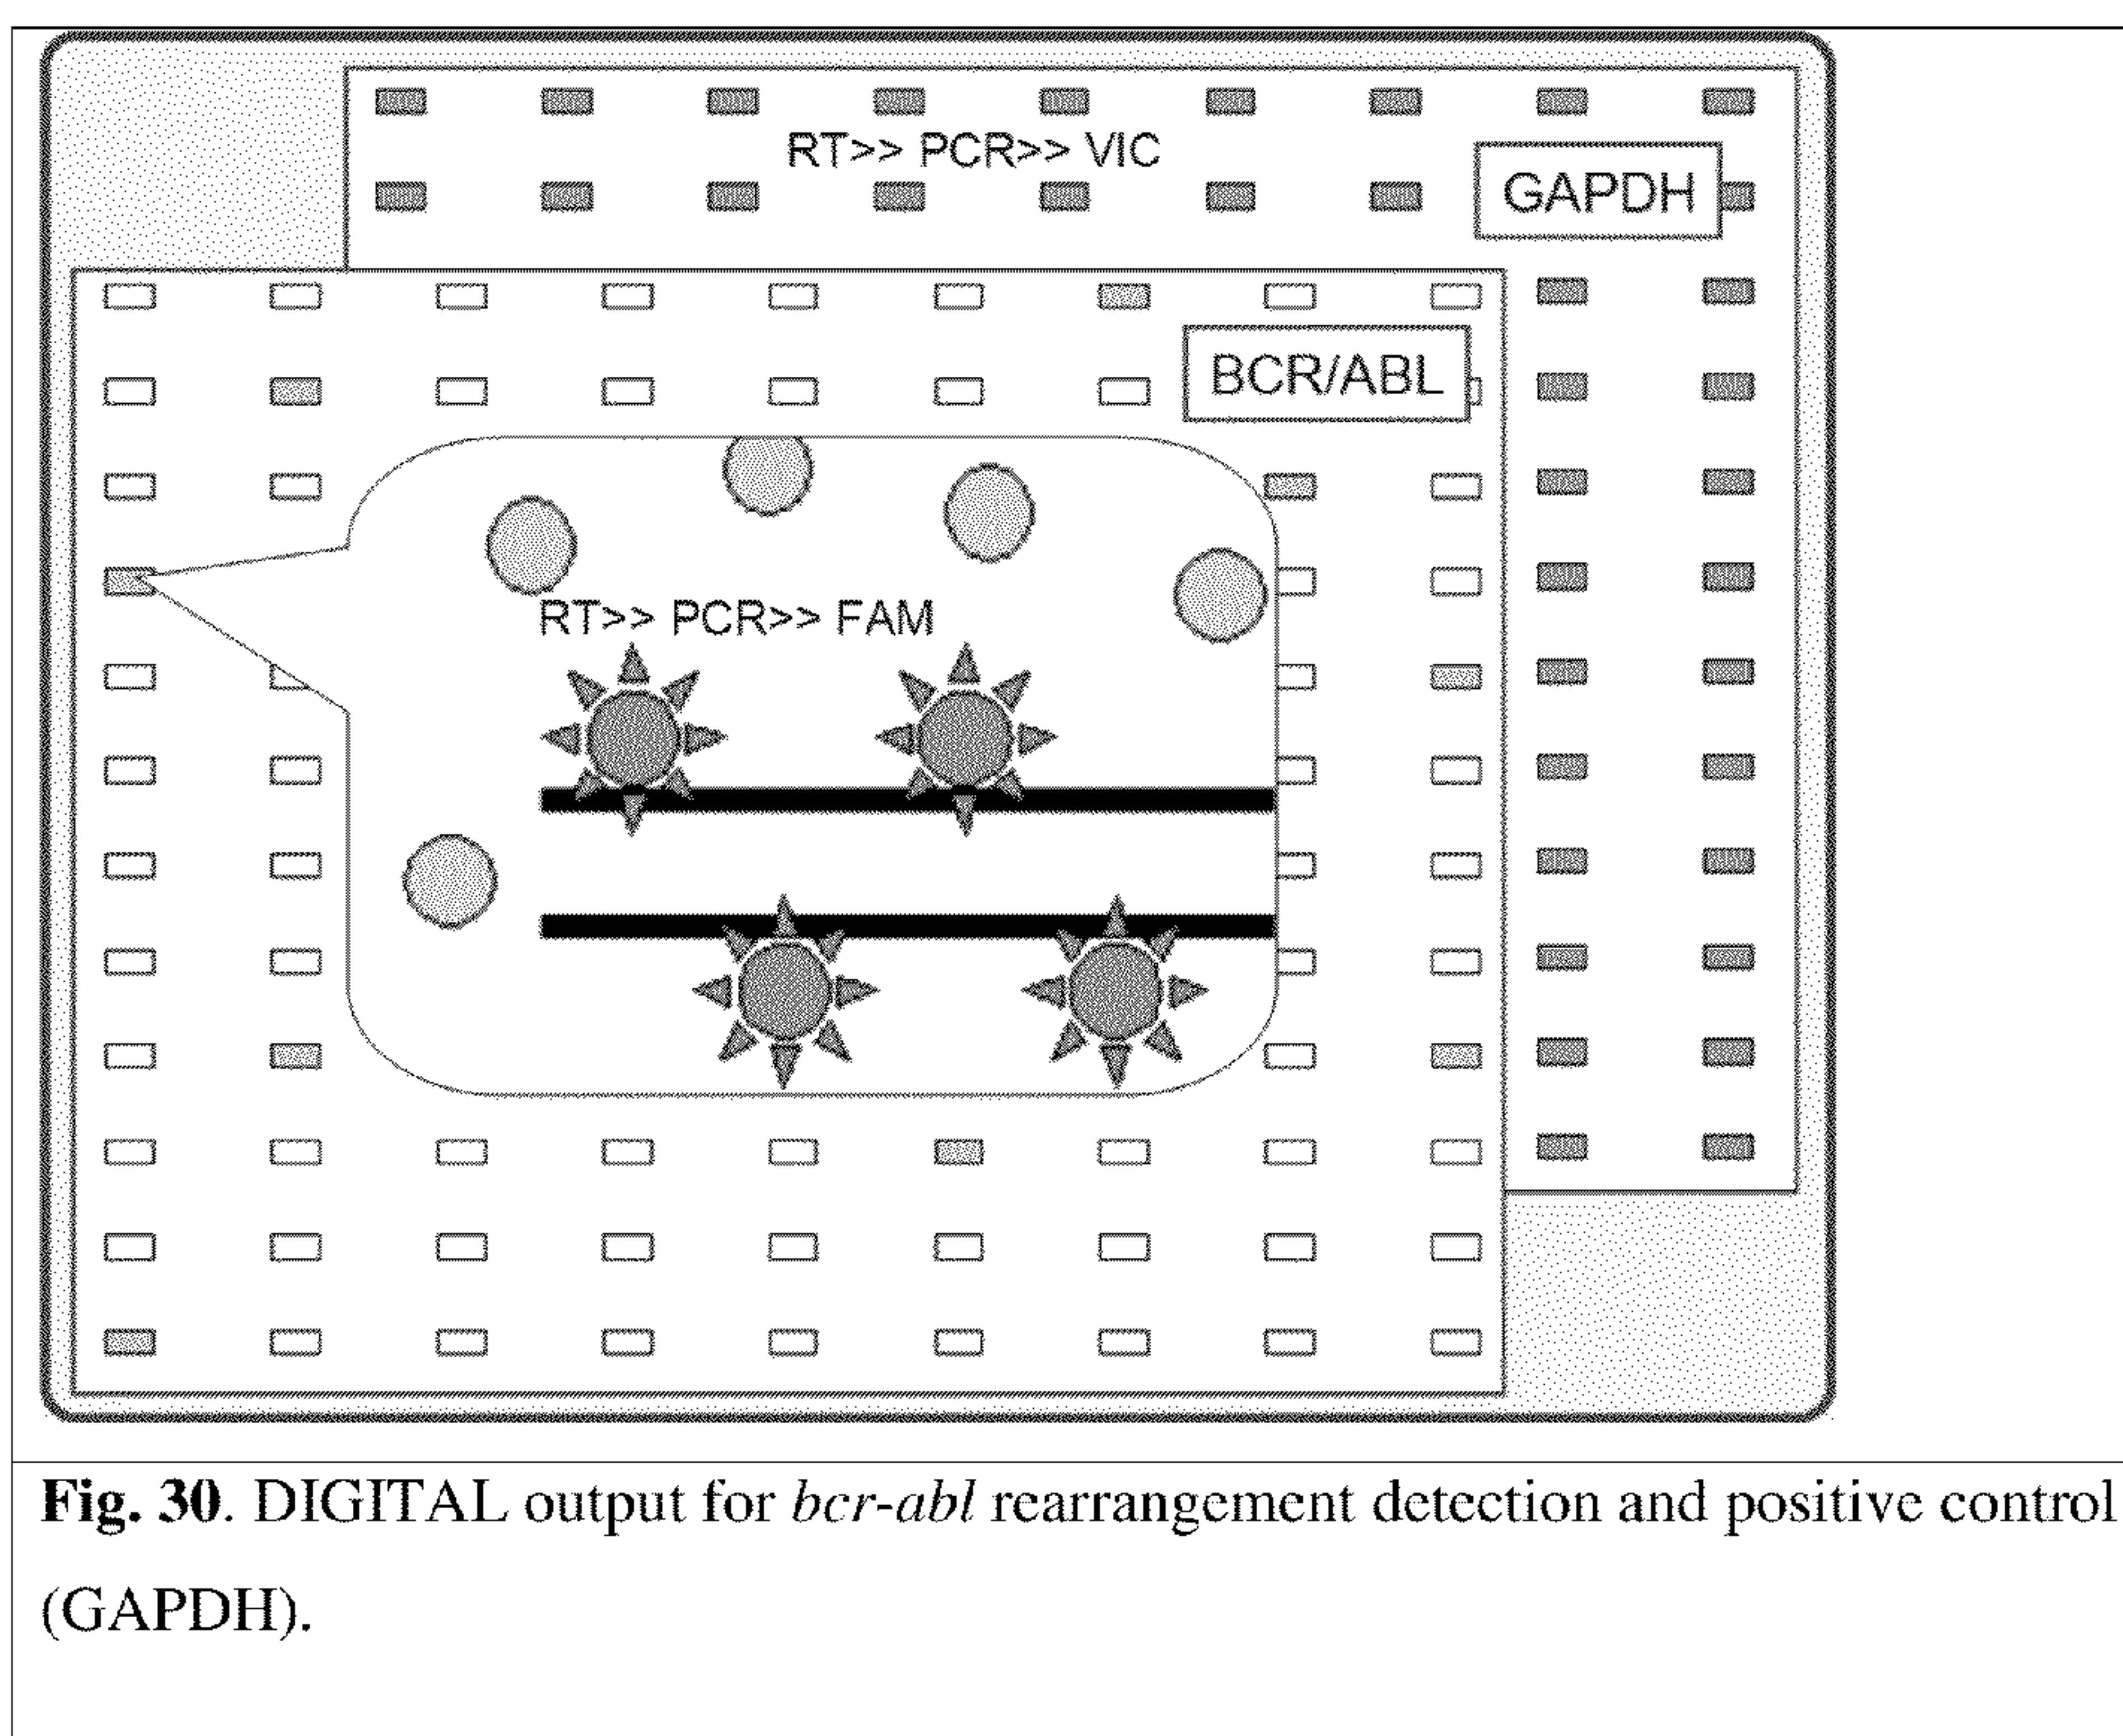 RT>> PCR>> VIC
GAPDH
BCR/ABL
RT>> PCR>> FAM
Fig. 30. DIGITAL output for bcr-abl rearrangement detection and positive control
(GAPDH).